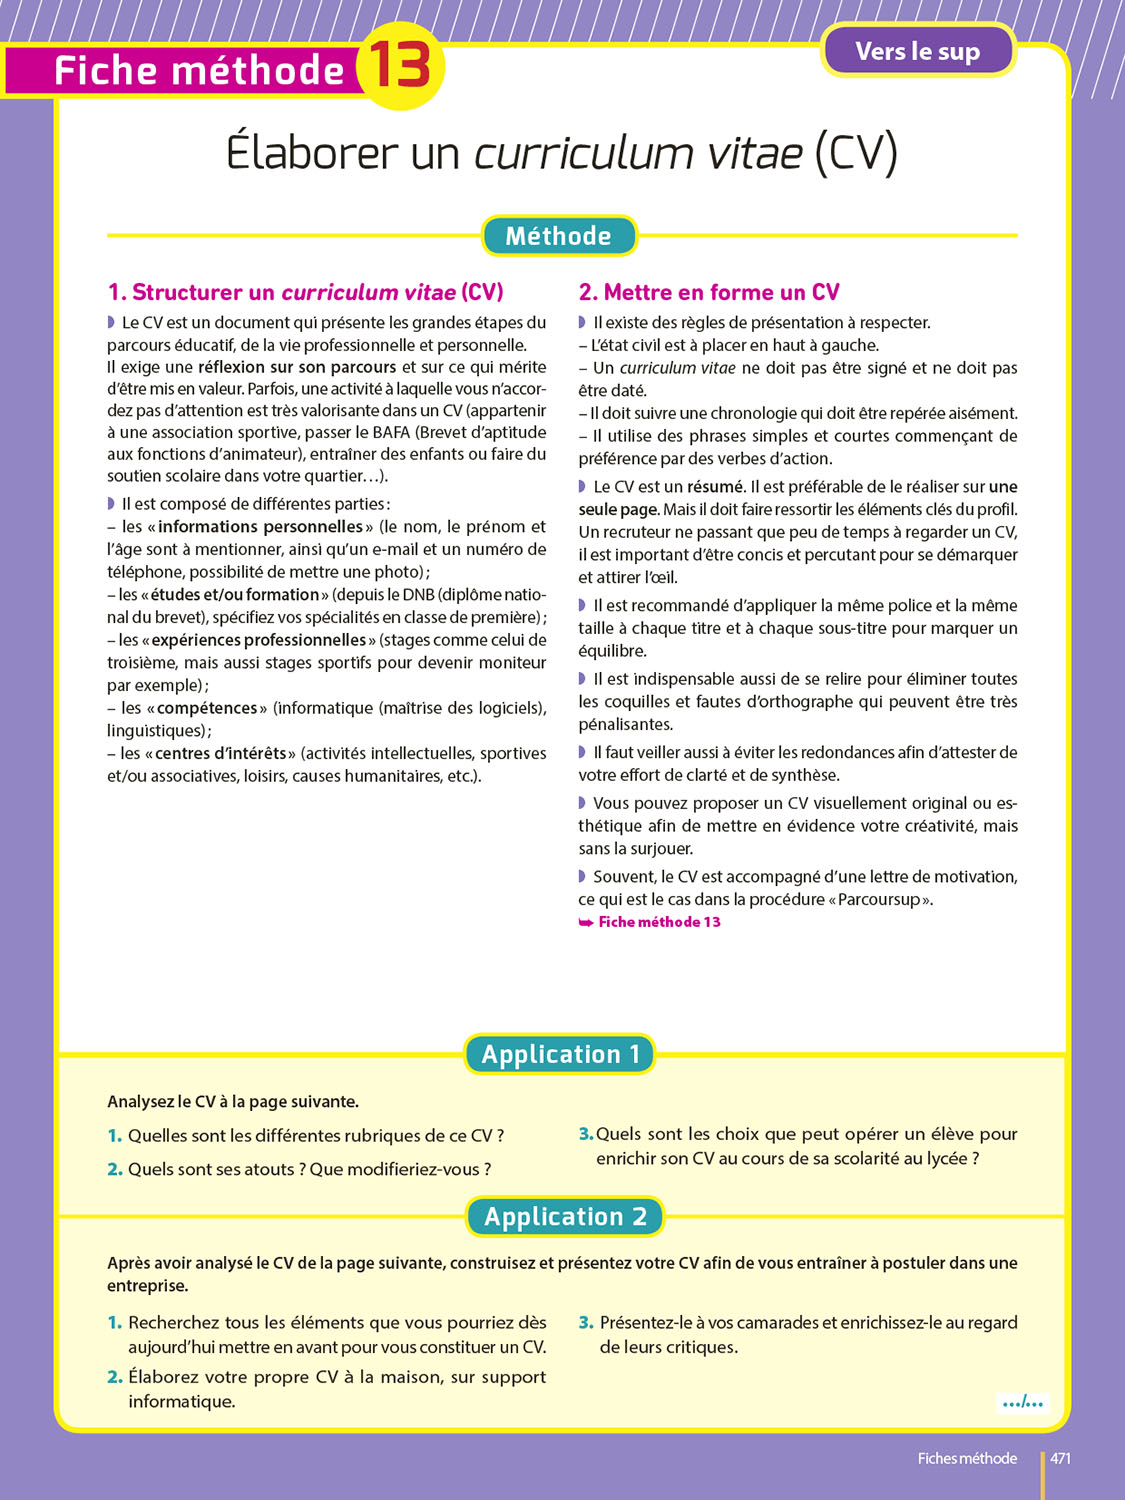 Vers le sup
Fiche méthode 13
Élaborer un curriculum vitae (CV)
Méthode
1. Structurer un curriculum vitae (CV)
◗ Le CV est un document qui présente les grandes étapes du
parcours éducatif, de la vie professionnelle et personnelle.
Il exige une réflexion sur son parcours et sur ce qui mérite
d’être mis en valeur. Parfois, une activité à laquelle vous n’accor-
dez pas d’attention est très valorisante dans un CV (appartenir
à une association sportive, passer le BAFA (Brevet d’aptitude
aux fonctions d’animateur), entraîner des enfants ou faire du
soutien scolaire dans votre quartier…).
◗ Il est composé de différentes parties :
– les « informations personnelles » (le nom, le prénom et
l’âge sont à mentionner, ainsi qu’un e-mail et un numéro de
téléphone, possibilité de mettre une photo) ;
– les « études et/ou formation » (depuis le DNB (diplôme natio-
nal du brevet), spécifiez vos spécialités en classe de première) ;
– les « expériences professionnelles » (stages comme celui de
troisième, mais aussi stages sportifs pour devenir moniteur
par exemple) ;
– les « compétences » (informatique (maîtrise des logiciels),
linguistiques) ;
– les « centres d’intérêts » (activités intellectuelles, sportives
et/ou associatives, loisirs, causes humanitaires, etc.).
2. Mettre en forme un CV
◗ Il existe des règles de présentation à respecter.
– L’état civil est à placer en haut à gauche.
– Un curriculum vitae ne doit pas être signé et ne doit pas
être daté.
– Il doit suivre une chronologie qui doit être repérée aisément.
– Il utilise des phrases simples et courtes commençant de
préférence par des verbes d’action.
◗ Le CV est un résumé. Il est préférable de le réaliser sur une
seule page. Mais il doit faire ressortir les éléments clés du profil.
Un recruteur ne passant que peu de temps à regarder un CV,
il est important d’être concis et percutant pour se démarquer
et attirer l’œil.
◗ Il est recommandé d’appliquer la même police et la même
taille à chaque titre et à chaque sous-titre pour marquer un
équilibre.
◗ Il est indispensable aussi de se relire pour éliminer toutes
les coquilles et fautes d’orthographe qui peuvent être très
pénalisantes.
◗ Il faut veiller aussi à éviter les redondances afin d’attester de
votre effort de clarté et de synthèse.
◗ Vous pouvez proposer un CV visuellement original ou es-
thétique afin de mettre en évidence votre créativité, mais
sans la surjouer.
◗ Souvent, le CV est accompagné d’une lettre de motivation,
ce qui est le cas dans la procédure « Parcoursup ».
➥ Fiche méthode 13
Application 1
Analysez le CV à la page suivante.
1. Quelles sont les différentes rubriques de ce CV ?
2. Quels sont ses atouts ? Que modifieriez-vous ?
3. Quels sont les choix que peut opérer un élève pour
enrichir son CV au cours de sa scolarité au lycée ?
Application 2
Après avoir analysé le CV de la page suivante, construisez et présentez votre CV afin de vous entraîner à postuler dans une
entreprise.
1. Recherchez tous les éléments que vous pourriez dès
aujourd’hui mettre en avant pour vous constituer un CV.
2. Élaborez votre propre CV à la maison, sur support
informatique.
3. Présentez-le à vos camarades et enrichissez-le au regard
de leurs critiques.
…/…
Fiches méthode 471